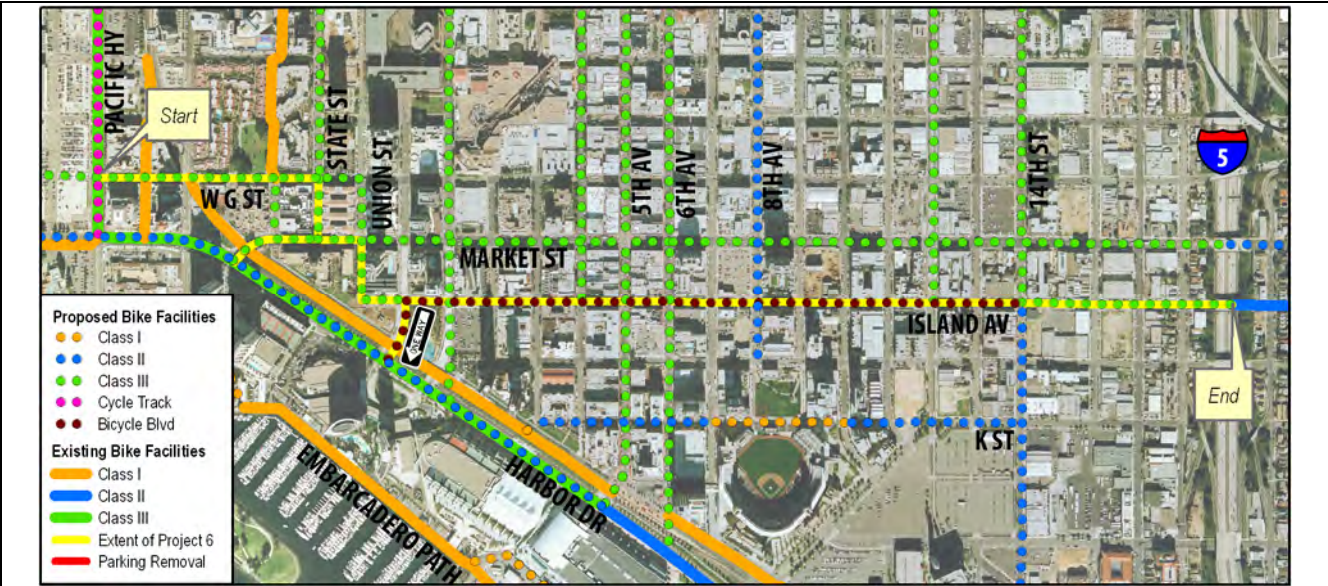 PACIFIC HY
Start
STATE ST
UNION ST
5TH AV
6TH AV
8TH AV
14TH ST
5
W G ST
MARKET ST
ISLAND AV
ONE WAY
End
K ST
HARBOR DR
EMBARCADERO PATH
Proposed Bike Facilities
Class I
Class II
Class III
Cycle Track
Bicycle Blvd
Existing Bike Facilities
Class I
Class II
Class III
Extent of Project 6
Parking Removal